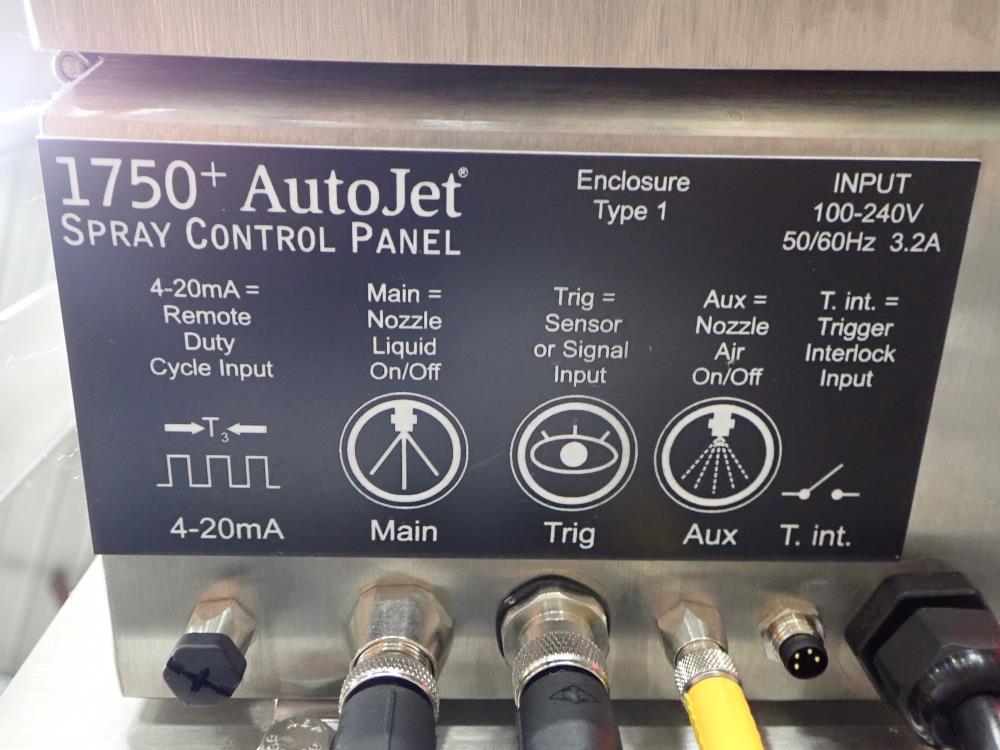 1750+ AutoJet®
SPRAY CONTROL PANEL
Enclosure
Type 1
INPUT
100-240V
50/60Hz 3.2A
4-20mA =
Remote
Duty
Cycle Input
Main =
Nozzle
Liquid
On/Off
Trig =
Sensor
or Signal
Input
Aux =
Nozzle
Air
On/Off
T. int. =
Trigger
Interlock
Input
T3
4-20mA
Main
Trig
Aux
T. int.